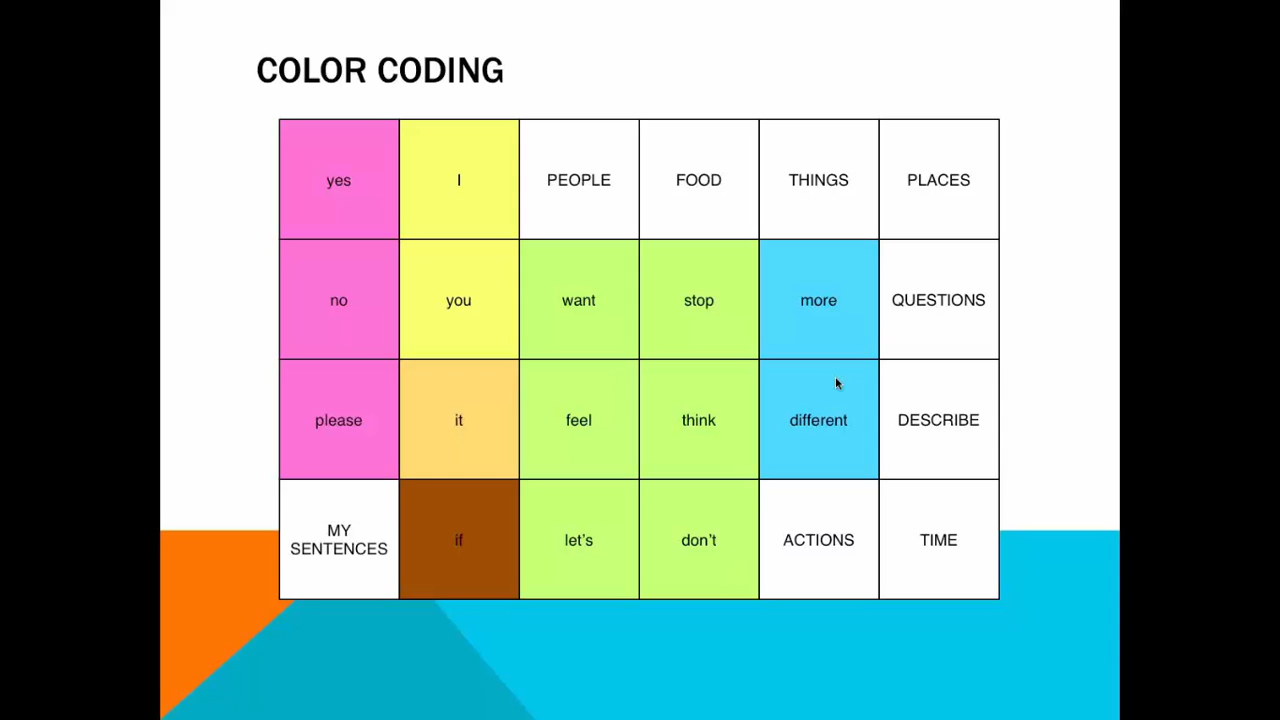 COLOR CODING
yes
I
PEOPLE
FOOD
THINGS
PLACES
no
you
want
stop
more
QUESTIONS
please
it
feel
think
different
DESCRIBE
MY
SENTENCES
if
let’s
don’t
ACTIONS
TIME